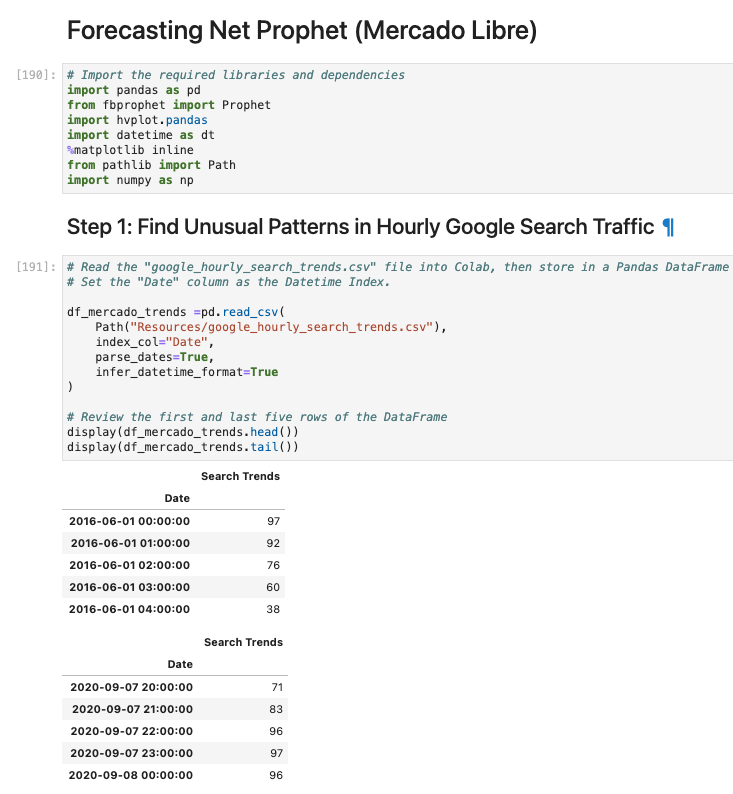 Forecasting Net Prophet (Mercado Libre)
[190]: # Import the required libraries and dependencies
import pandas as pd
from fbprophet import Prophet
import hvplot.pandas
import datetime as dt
%matplotlib inline
from pathlib import Path
import numpy as np
Step 1: Find Unusual Patterns in Hourly Google Search Traffic ¶
[191]: # Read the "google_hourly_search_trends.csv" file into Colab, then store in a Pandas DataFrame
# Set the "Date" column as the Datetime Index.
df_mercado_trends =pd.read_csv(
    Path("Resources/google_hourly_search_trends.csv"),
    index_col="Date",
    parse_dates=True,
    infer_datetime_format=True
)
# Review the first and last five rows of the DataFrame
display(df_mercado_trends.head())
display(df_mercado_trends.tail())
Search Trends
Date
2016-06-01 00:00:00 97
2016-06-01 01:00:00 92
2016-06-01 02:00:00 76
2016-06-01 03:00:00 60
2016-06-01 04:00:00 38
Search Trends
Date
2020-09-07 20:00:00 71
2020-09-07 21:00:00 83
2020-09-07 22:00:00 96
2020-09-07 23:00:00 97
2020-09-08 00:00:00 96